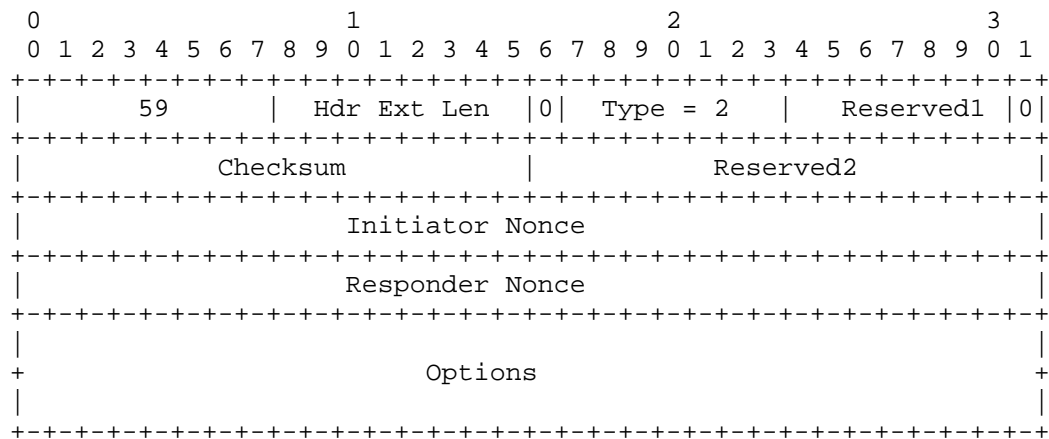 0                   1                   2                   3
 0 1 2 3 4 5 6 7 8 9 0 1 2 3 4 5 6 7 8 9 0 1 2 3 4 5 6 7 8 9 0 1
+-+-+-+-+-+-+-+-+-+-+-+-+-+-+-+-+-+-+-+-+-+-+-+-+-+-+-+-+-+-+-+-+
|       59      |  Hdr Ext Len  |0|  Type = 2   |   Reserved1 |0|
+-+-+-+-+-+-+-+-+-+-+-+-+-+-+-+-+-+-+-+-+-+-+-+-+-+-+-+-+-+-+-+-+
|            Checksum           |           Reserved2           |
+-+-+-+-+-+-+-+-+-+-+-+-+-+-+-+-+-+-+-+-+-+-+-+-+-+-+-+-+-+-+-+-+
|                    Initiator Nonce                            |
+-+-+-+-+-+-+-+-+-+-+-+-+-+-+-+-+-+-+-+-+-+-+-+-+-+-+-+-+-+-+-+-+
|                    Responder Nonce                            |
+-+-+-+-+-+-+-+-+-+-+-+-+-+-+-+-+-+-+-+-+-+-+-+-+-+-+-+-+-+-+-+-+
|                                                               |
+                         Options                               +
|                                                               |
+-+-+-+-+-+-+-+-+-+-+-+-+-+-+-+-+-+-+-+-+-+-+-+-+-+-+-+-+-+-+-+-+